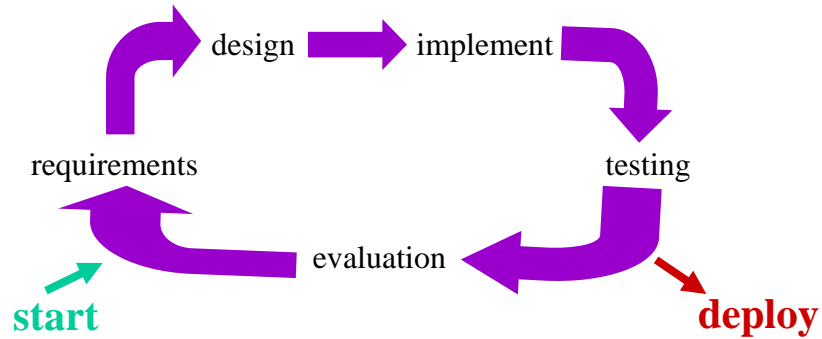 design
implement
requirements
testing
evaluation
start
deploy